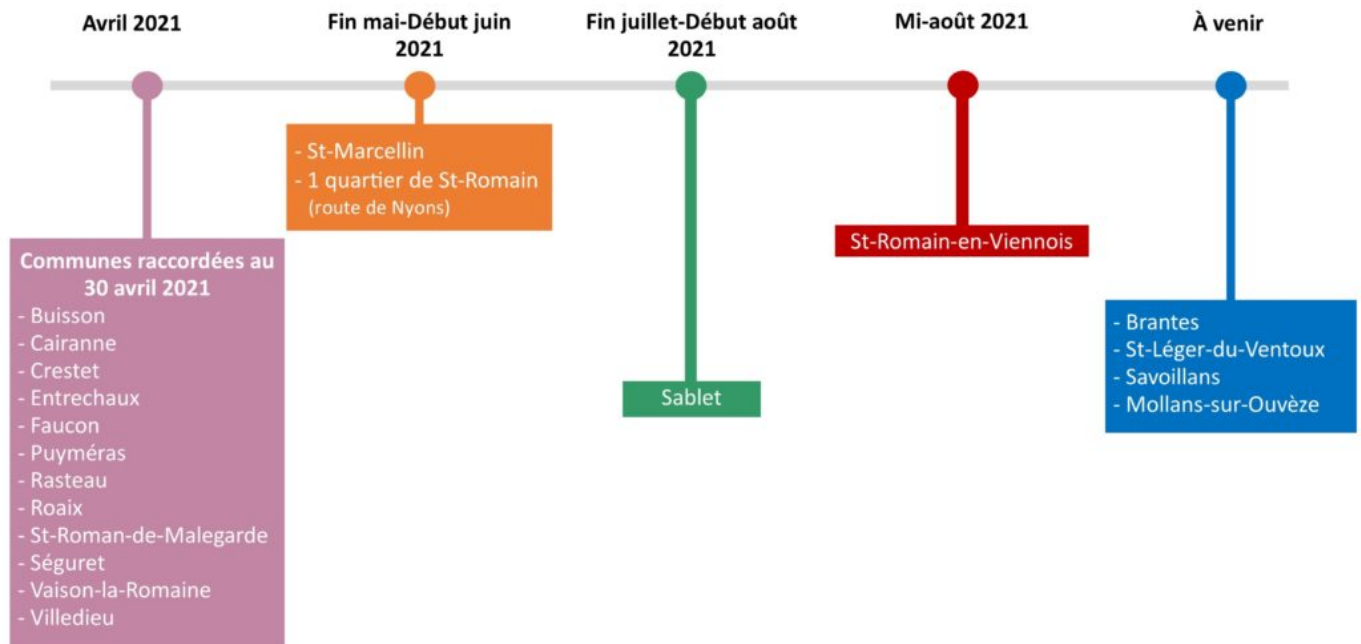 Avril 2021
Fin mai-Début juin
2021
Fin juillet-Début août
2021
Mi-août 2021
À venir
Communes raccordées au
30 avril 2021
- Buisson
- Cairanne
- Crestet
- Entrechaux
- Faucon
- Puyméras
- Rasteau
- Roaix
- St-Roman-de-Malegarde
- Séguret
- Vaison-la-Romaine
- Villedieu
- St-Marcellin
- 1 quartier de St-Romain
(route de Nyons)
Sablet
St-Romain-en-Viennois
- Brantes
- St-Léger-du-Ventoux
- Savoillans
- Mollans-sur-Ouvèze